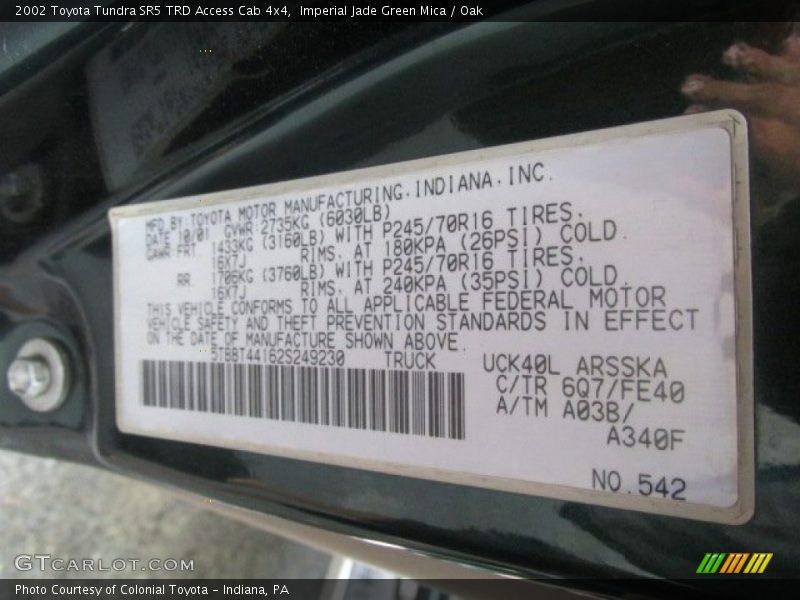 2002 Toyota Tundra SR5 TRD Access Cab 4x4, Imperial Jade Green Mica / Oak
MFD.BY:TOYOTA MOTOR MANUFACTURING.INDIANA.INC.
DATE 10/01 GVWR:2735KG (6030LB)
GAWR FRT. 1433KG (3160LB) WITH P245/70R16 TIRES.
16X7J RIMS. AT 180KPA (26PSI) COLD.
RR. 1706KG (3760LB) WITH P245/70R16 TIRES.
16X7J RIMS. AT 240KPA (35PSI) COLD.
THIS VEHICLE CONFORMS TO ALL APPLICABLE FEDERAL MOTOR
VEHICLE SAFETY AND THEFT PREVENTION STANDARDS IN EFFECT
ON THE DATE OF MANUFACTURE SHOWN ABOVE.
5TBBT44162S249230 TRUCK
UCK40L ARSSKA
C/TR 6Q7/FE40
A/TM A03B/
A340F
NO.542
GTCarLot.com
Photo Courtesy of Colonial Toyota - Indiana, PA